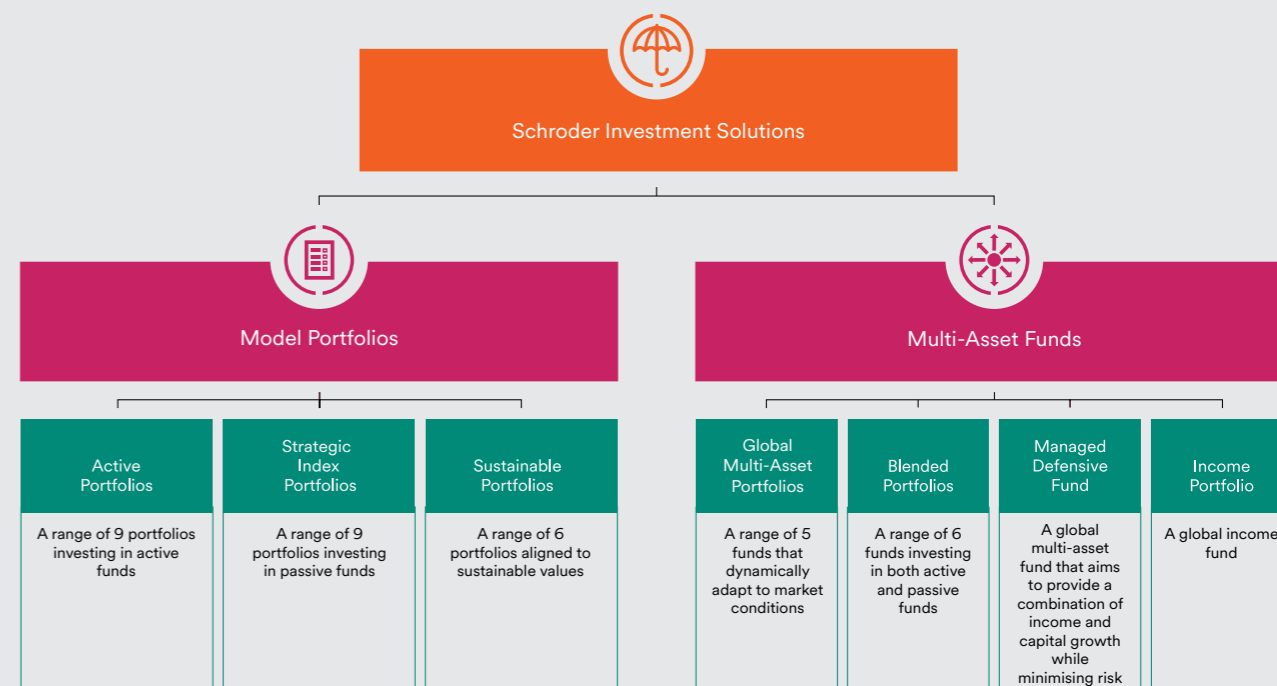 Schroder Investment Solutions
Model Portfolios
Multi-Asset Funds
Active
Portfolios
Strategic
Index
Portfolios
Sustainable
Portfolios
Global
Multi-Asset
Portfolios
Blended
Portfolios
Managed
Defensive
Fund
Income
Portfolio
A range of 9 portfolios
investing in active
funds
A range of 9
portfolios investing
in passive funds
A range of 6
portfolios aligned to
sustainable values
A range of 5
funds that
dynamically
adapt to market
conditions
A range of 6
funds investing
in both active
and passive
funds
A global
multi-asset
fund that aims
to provide a
combination of
income and
capital growth
while
minimising risk
A global income
fund